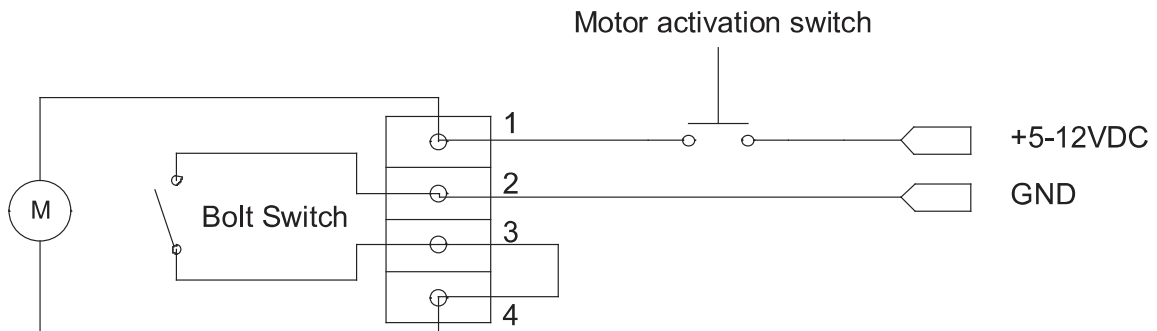 Motor activation switch
1
+5-12VDC
2
GND
M
Bolt Switch
3
4